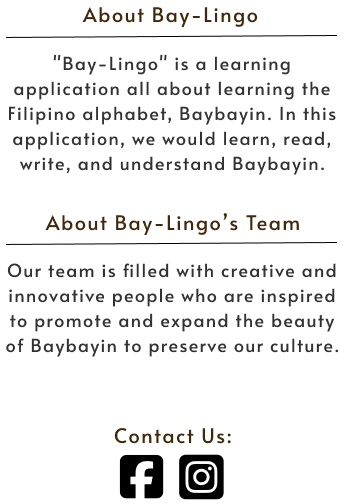 About Bay-Lingo
"Bay-Lingo" is a learning
application all about learning the
Filipino alphabet, Baybayin. In this
application, we would learn, read,
write, and understand Baybayin.
About Bay-Lingo’s Team
Our team is filled with creative and
innovative people who are inspired
to promote and expand the beauty
of Baybayin to preserve our culture.
Contact Us: